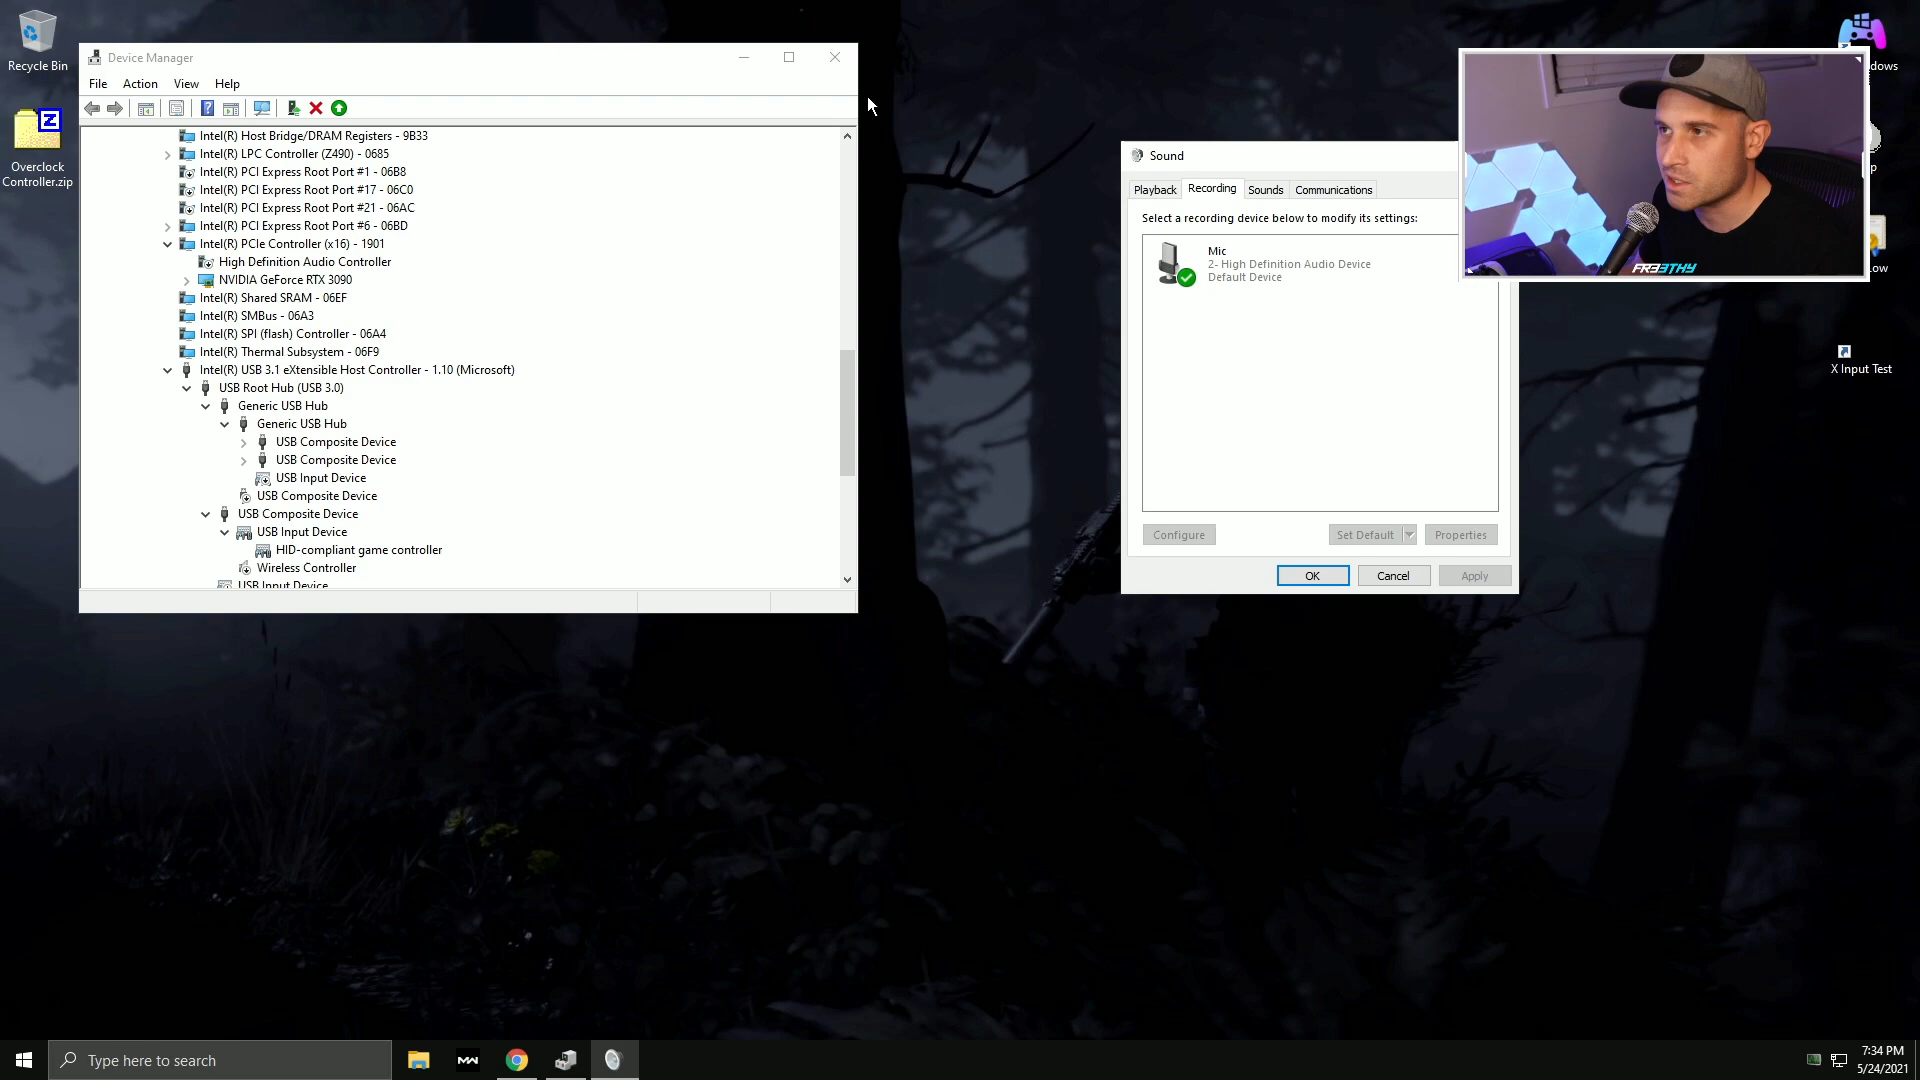 Recycle Bin
Z
Overclock
Controller.zip
Device Manager
File Action View Help
Intel(R) Host Bridge/DRAM Registers - 9B33
Intel(R) LPC Controller (Z490) - 0685
Intel(R) PCI Express Root Port #1 - 06B8
Intel(R) PCI Express Root Port #17 - 06C0
Intel(R) PCI Express Root Port #21 - 06AC
Intel(R) PCI Express Root Port #6 - 06BD
Intel(R) PCIe Controller (x16) - 1901
High Definition Audio Controller
NVIDIA GeForce RTX 3090
Intel(R) Shared SRAM - 06EF
Intel(R) SMBus - 06A3
Intel(R) SPI (flash) Controller - 06A4
Intel(R) Thermal Subsystem - 06F9
Intel(R) USB 3.1 eXtensible Host Controller - 1.10 (Microsoft)
USB Root Hub (USB 3.0)
Generic USB Hub
Generic USB Hub
USB Composite Device
USB Composite Device
USB Input Device
USB Composite Device
USB Composite Device
USB Input Device
HID-compliant game controller
Wireless Controller
USB Input Device
Sound
Playback Recording Sounds Communications
Select a recording device below to modify its settings:
Mic
2- High Definition Audio Device
Default Device
Configure Set Default Properties
OK Cancel Apply
FR33THY
dows
p
Low
X Input Test
Type here to search
MW
7:34 PM
5/24/2021